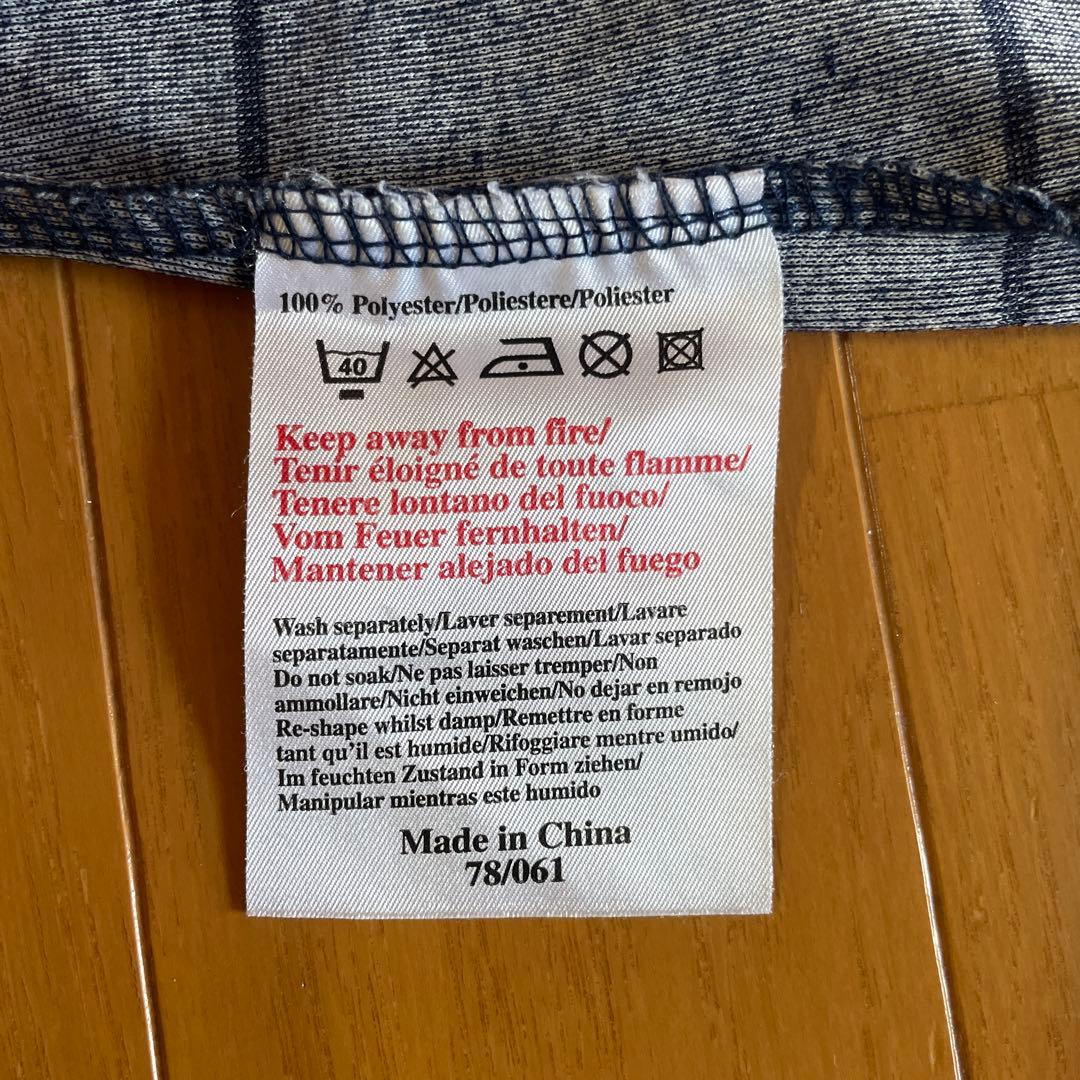 100% Polyester/Poliestere/Poliester
40
Keep away from fire/
Tenir éloigné de toute flamme/
Tenere lontano del fuoco/
Vom Feuer fernhalten/
Mantener alejado del fuego
Wash separately/Laver separement/Lavare
separatamente/Separat waschen/Lavar separado
Do not soak/Ne pas laisser tremper/Non
ammollare/Nicht einweichen/No dejar en remojo
Re-shape whilst damp/Remettre en forme
tant qu'il est humide/Rifoggiare mentre umido/
Im feuchten Zustand in Form ziehen/
Manipular mientras este humido
Made in China
78/061